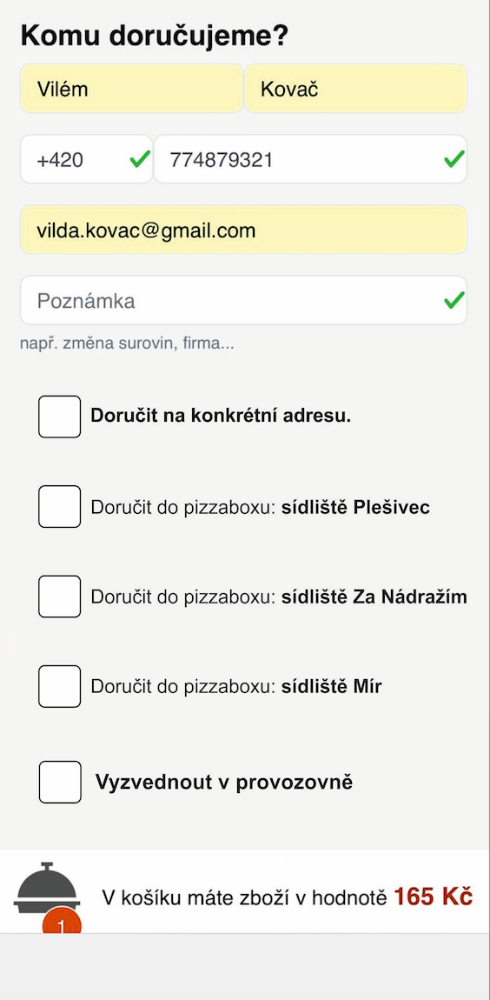 Komu doručujeme?
Vilém Kovač
+420 774879321
vilda.kovac@gmail.com
Poznámka
např. změna surovin, firma...
Doručit na konkrétní adresu.
Doručit do pizzaboxu: sídliště Plešivec
Doručit do pizzaboxu: sídliště Za Nádražím
Doručit do pizzaboxu: sídliště Mír
Vyzvednout v provozovně
V košíku máte zboží v hodnotě 165 Kč
1